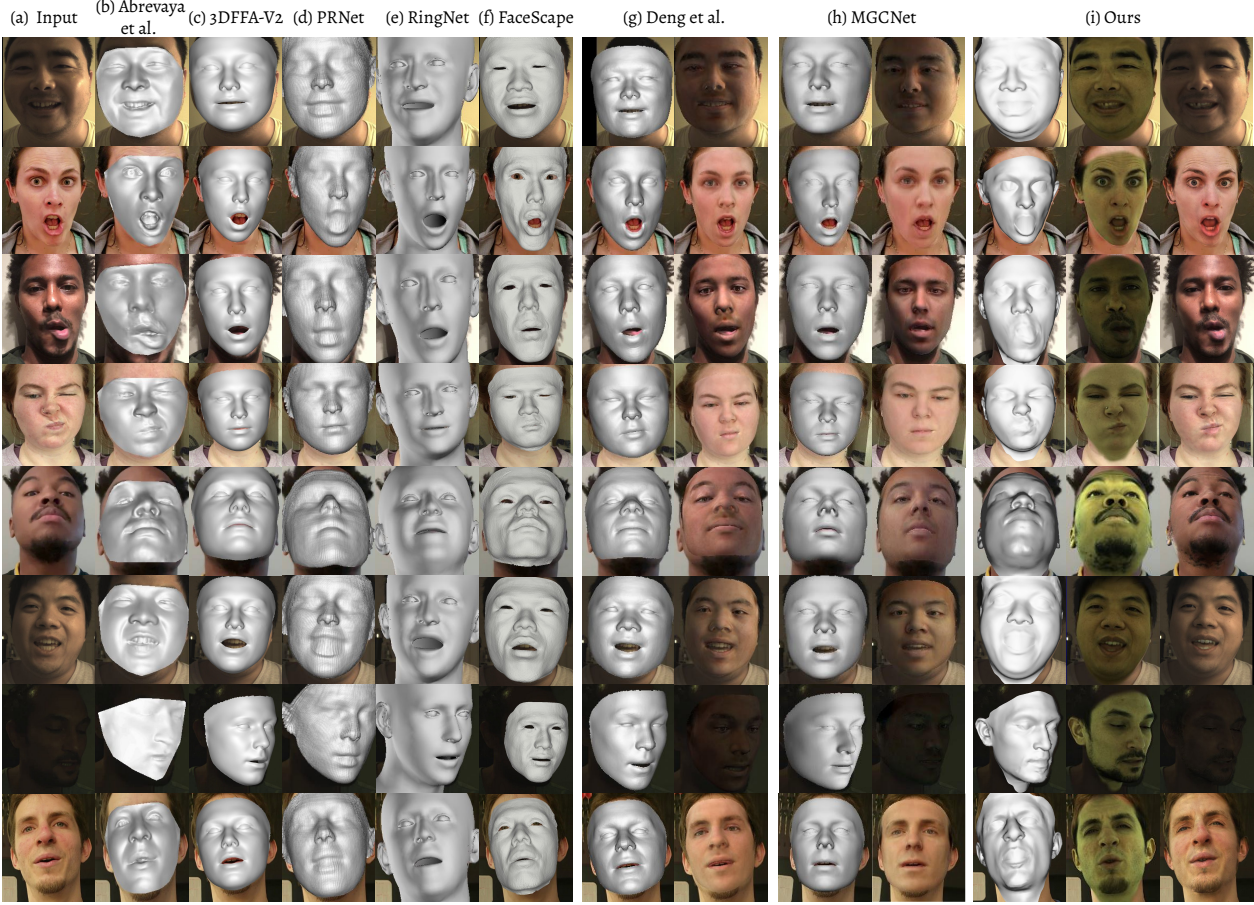 (a) Input
(b) Abrevaya
et al.
(c) 3DFFA-V2
(d) PRNet
(e) RingNet
(f) FaceScape
(g) Deng et al.
(h) MGCNet
(i) Ours